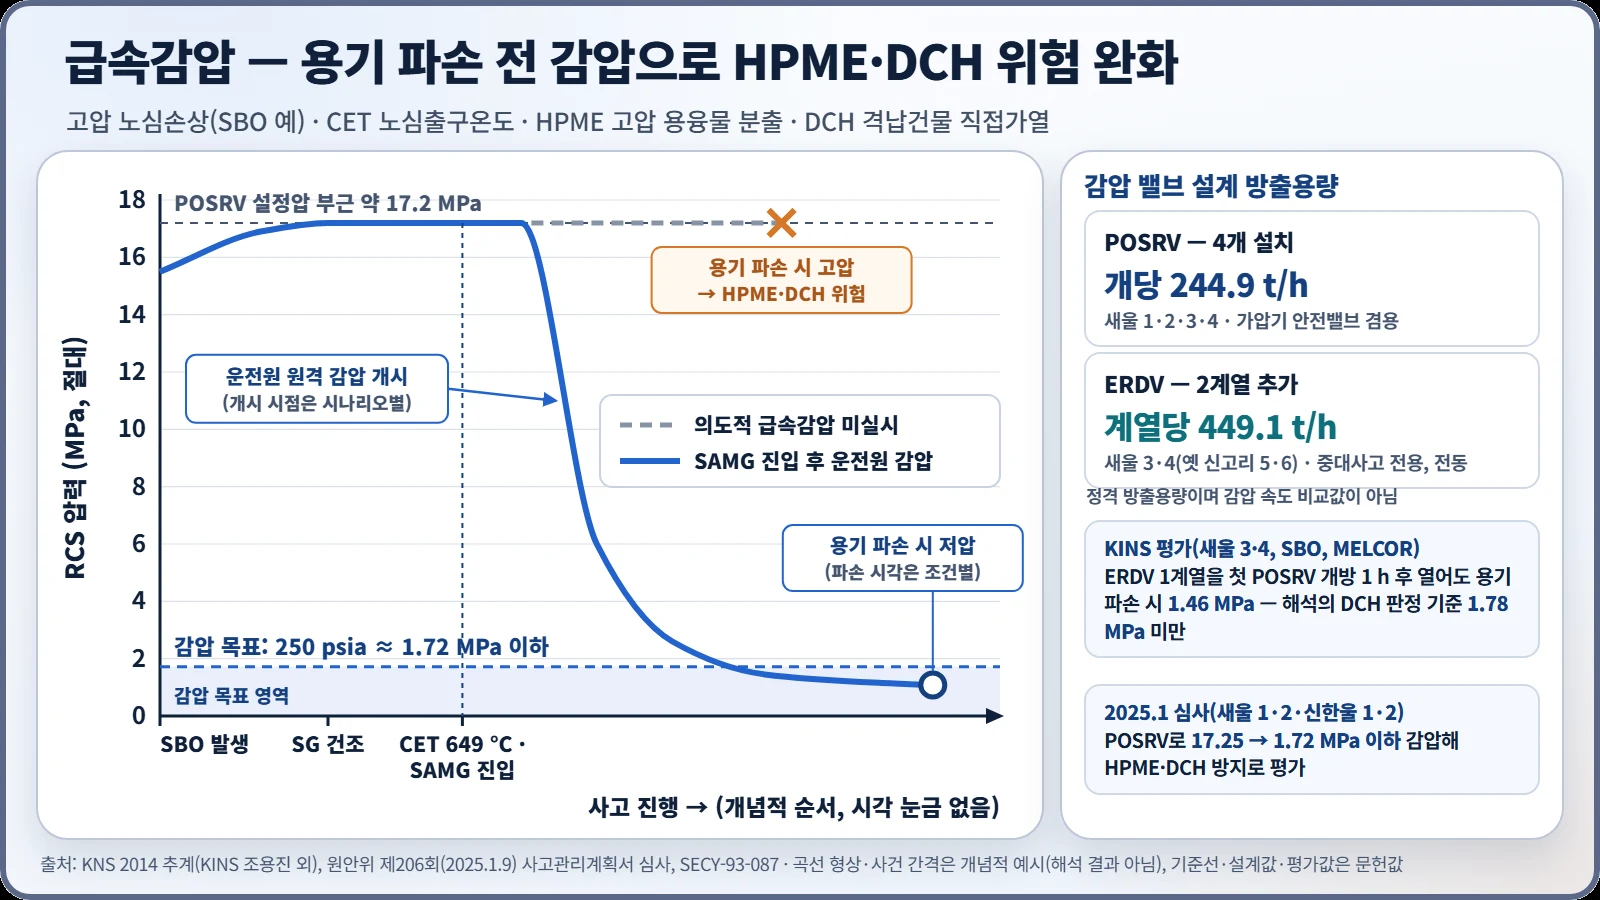 급속감압 — 용기 파손 전 감압으로 HPME·DCH 위험 완화
고압 노심손상(SBO 예) · CET 노심출구온도 · HPME 고압 용융물 분출 · DCH 격납건물 직접가열
RCS 압력 (MPa, 절대)
18
16
14
12
10
8
6
4
2
0
POSRV 설정압 부근 약 17.2 MPa
용기 파손 시 고압
→ HPME·DCH 위험
운전원 원격 감압 개시
(개시 시점은 시나리오별)
의도적 급속감압 미실시
SAMG 진입 후 운전원 감압
용기 파손 시 저압
(파손 시각은 조건별)
감압 목표: 250 psia ≈ 1.72 MPa 이하
감압 목표 영역
SBO 발생
SG 건조
CET 649 °C ·
SAMG 진입
사고 진행 → (개념적 순서, 시각 눈금 없음)
감압 밸브 설계 방출용량
POSRV — 4개 설치
개당 244.9 t/h
새울 1·2·3·4 · 가압기 안전밸브 겸용
ERDV — 2계열 추가
계열당 449.1 t/h
새울 3·4(옛 신고리 5·6) · 중대사고 전용, 전동
정격 방출용량이며 감압 속도 비교값이 아님
KINS 평가(새울 3·4, SBO, MELCOR)
ERDV 1계열을 첫 POSRV 개방 1 h 후 열어도 용기
파손 시 1.46 MPa — 해석의 DCH 판정 기준 1.78
MPa 미만
2025.1 심사(새울 1·2·신한울 1·2)
POSRV로 17.25 → 1.72 MPa 이하 감압해
HPME·DCH 방지로 평가
출처: KNS 2014 추계(KINS 조용진 외), 원안위 제206회(2025.1.9) 사고관리계획서 심사, SECY-93-087 · 곡선 형상·사건 간격은 개념적 예시(해석 결과 아님), 기준선·설계값·평가값은 문헌값